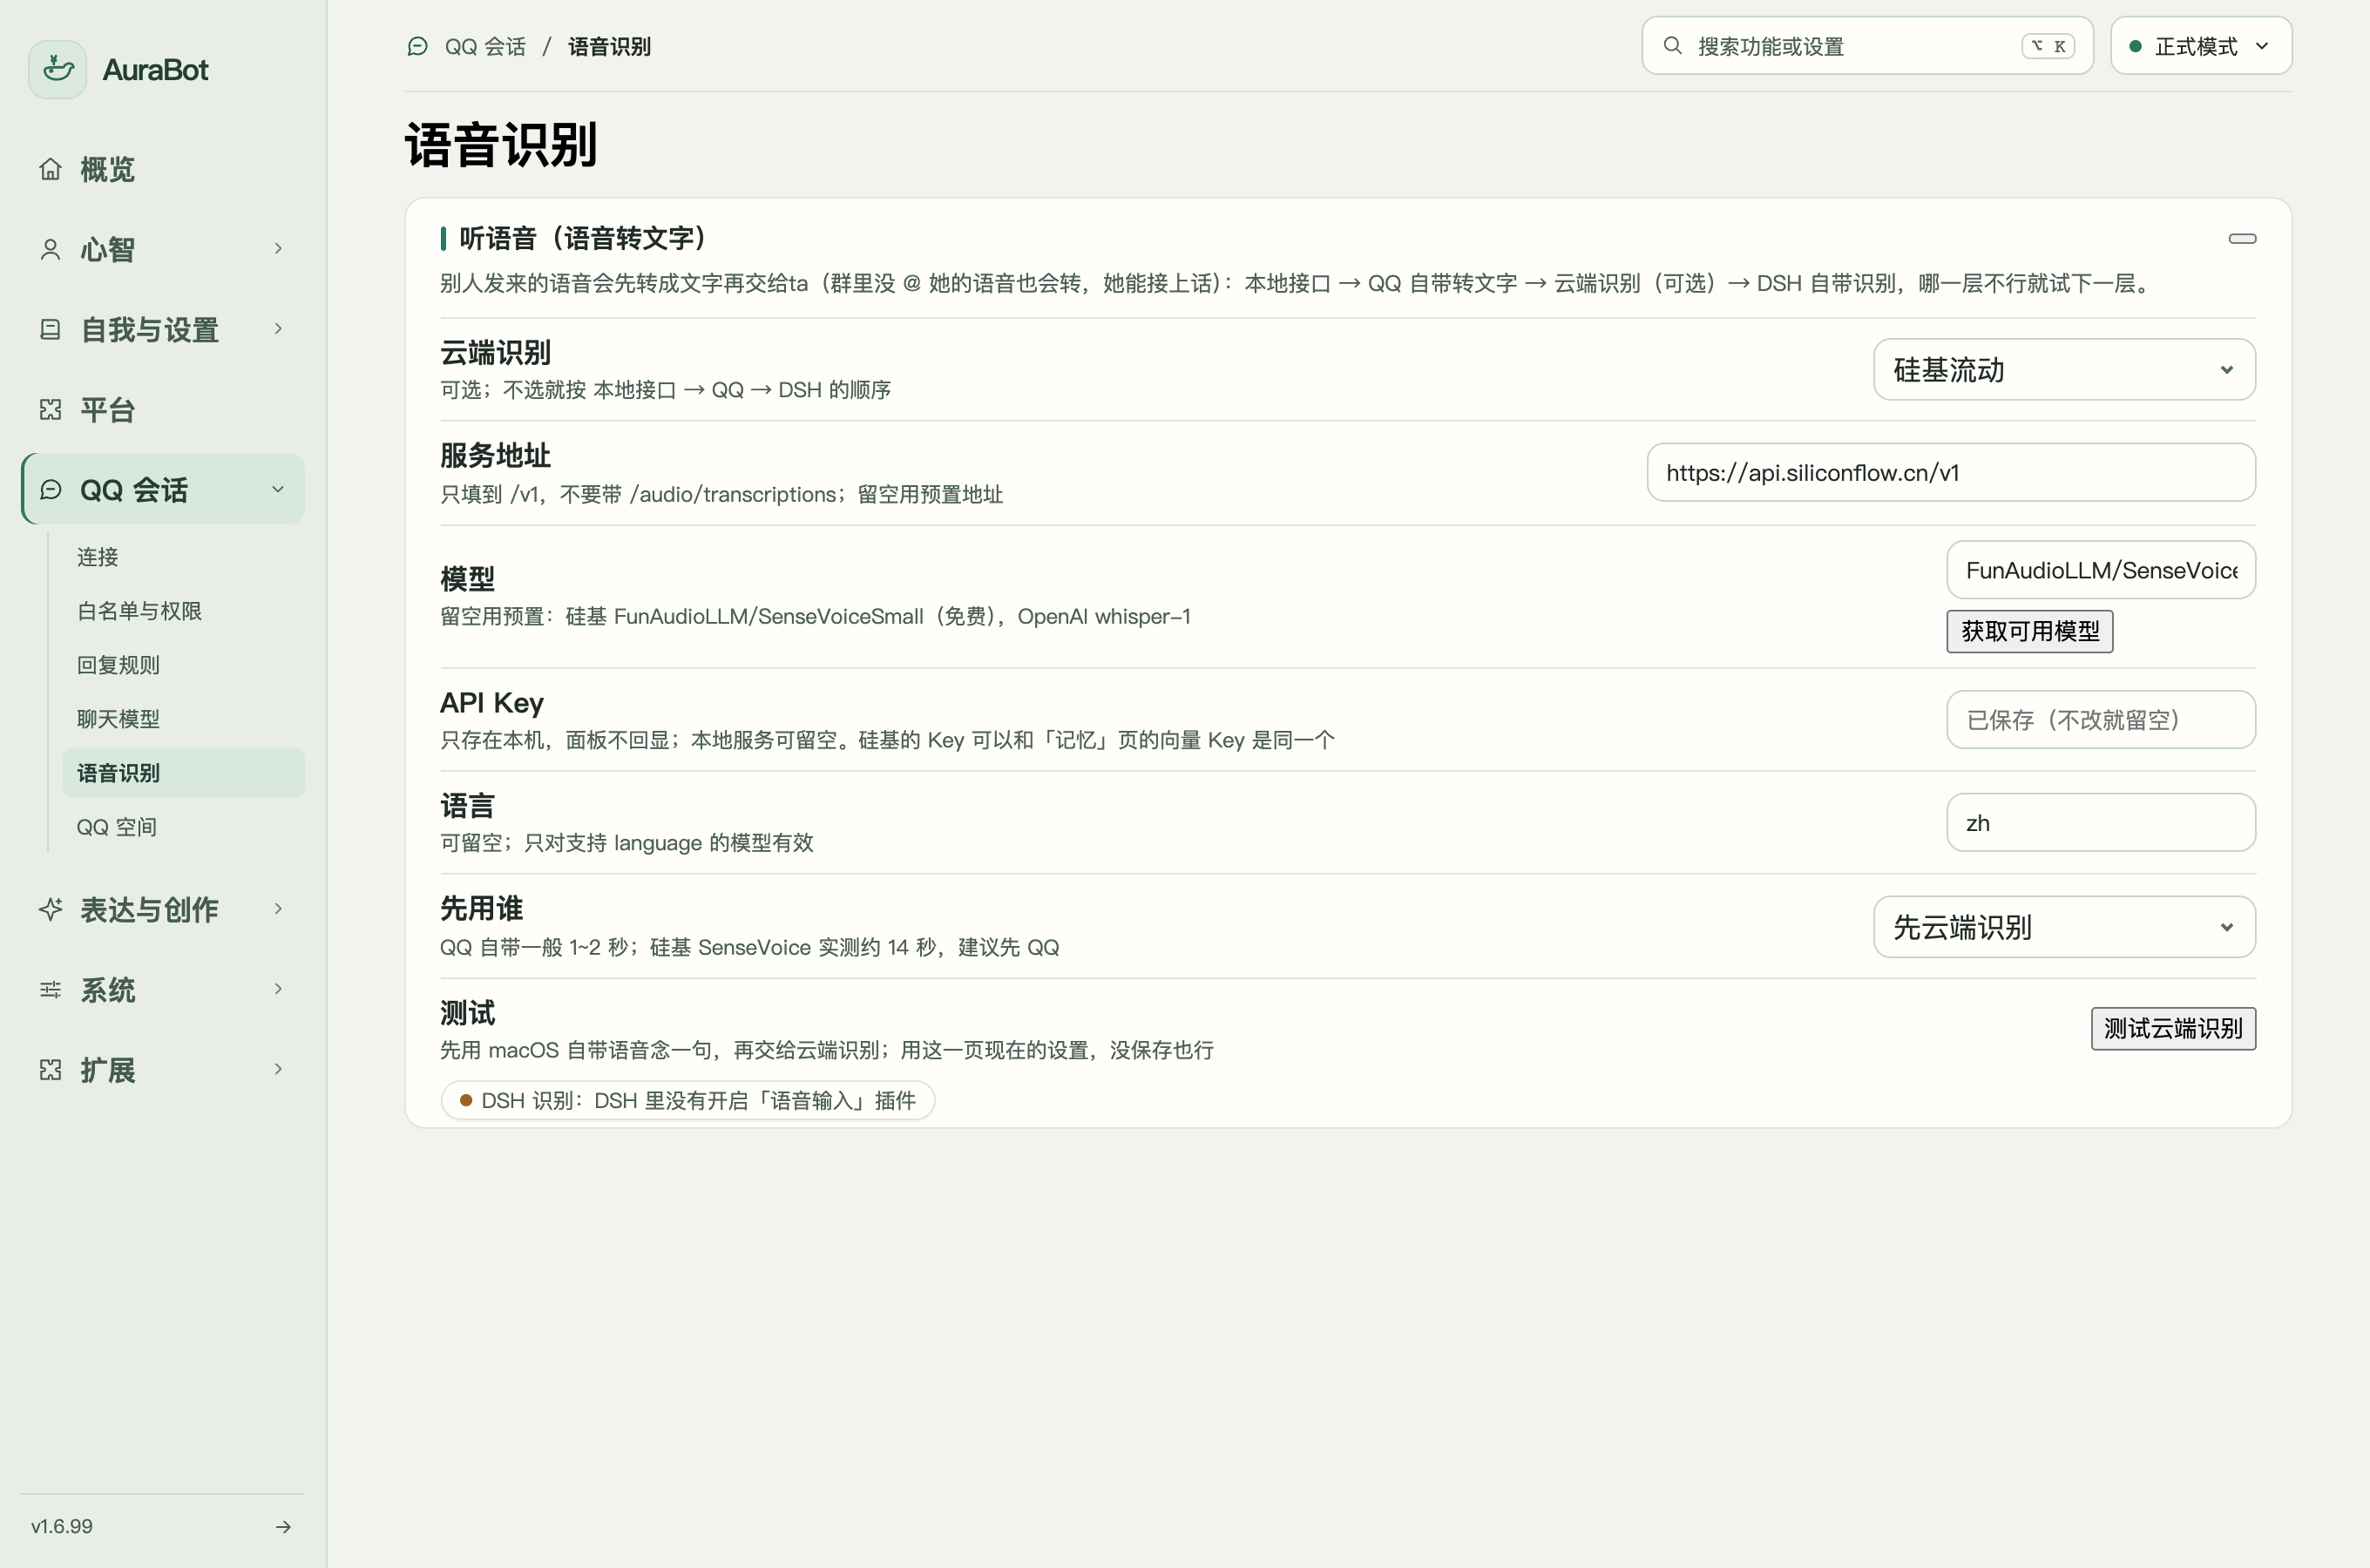 AuraBot
概览
心智
自我与设置
平台
QQ 会话
连接
白名单与权限
回复规则
聊天模型
语音识别
QQ 空间
表达与创作
系统
扩展
v1.6.99
QQ 会话 / 语音识别
搜索功能或设置 ⌥ K
正式模式
语音识别
听语音（语音转文字）
别人发来的语音会先转成文字再交给ta（群里没 @ 她的语音也会转，她能接上话）：本地接口 → QQ 自带转文字 → 云端识别（可选）→ DSH 自带识别，哪一层不行就试下一层。
云端识别
可选；不选就按 本地接口 → QQ → DSH 的顺序
硅基流动
服务地址
只填到 /v1，不要带 /audio/transcriptions；留空用预置地址
https://api.siliconflow.cn/v1
模型
留空用预置：硅基 FunAudioLLM/SenseVoiceSmall（免费），OpenAI whisper-1
FunAudioLLM/SenseVoice
获取可用模型
API Key
只存在本机，面板不回显；本地服务可留空。硅基的 Key 可以和「记忆」页的向量 Key 是同一个
已保存（不改就留空）
语言
可留空；只对支持 language 的模型有效
zh
先用谁
QQ 自带一般 1~2 秒；硅基 SenseVoice 实测约 14 秒，建议先 QQ
先云端识别
测试
先用 macOS 自带语音念一句，再交给云端识别；用这一页现在的设置，没保存也行
测试云端识别
DSH 识别：DSH 里没有开启「语音输入」插件